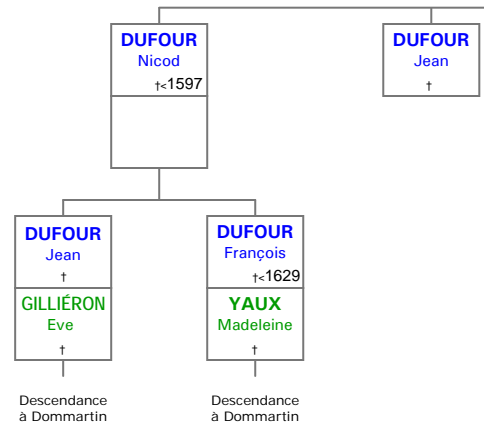 DUFOUR
Nicod
†<1597
DUFOUR
Jean
†
DUFOUR
Jean
†
GILLIÉRON
Eve
†
DUFOUR
François
†<1629
YAUX
Madeleine
†
Descendance
à Dommartin
Descendance
à Dommartin